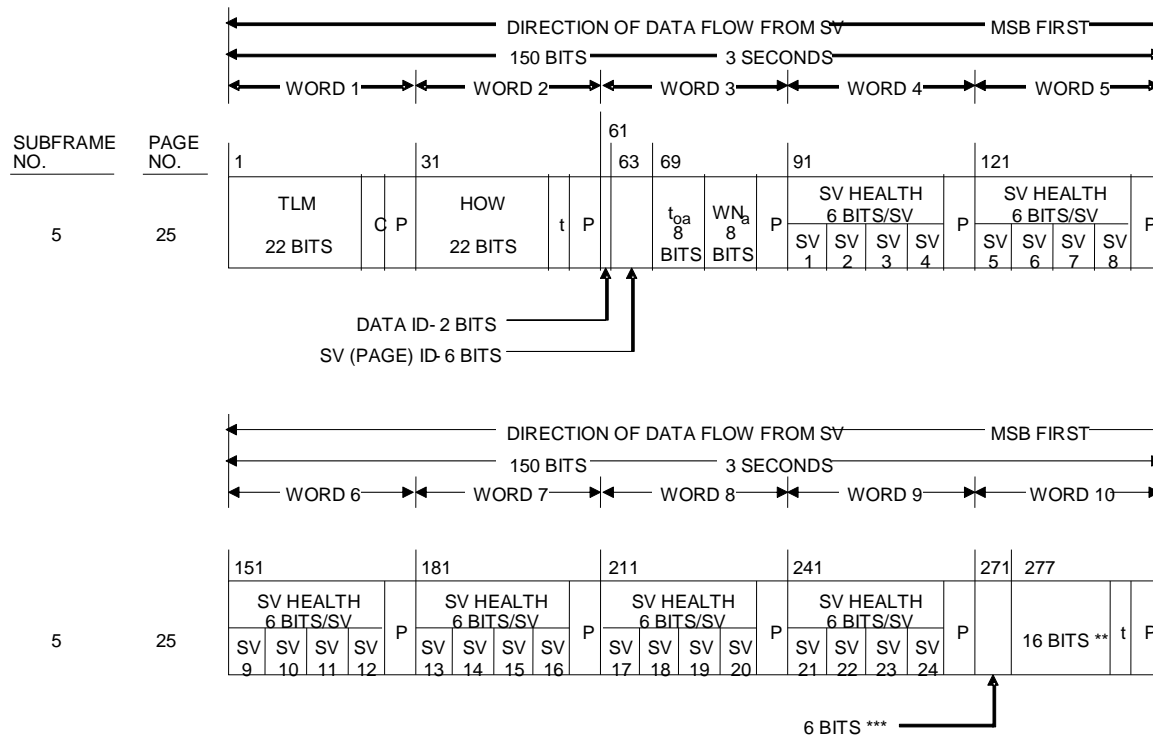 DIRECTION OF DATA FLOW FROM SV MSB FIRST
150 BITS 3 SECONDS
WORD 1 WORD 2 WORD 3 WORD 4 WORD 5
SUBFRAME NO. PAGE NO.
61
1 31 63 69 91 121
5 25
TLM 22 BITS C P
HOW 22 BITS t P
toa 8 BITS WNa 8 BITS P
SV HEALTH 6 BITS/SV P
SV 1 SV 2 SV 3 SV 4
SV HEALTH 6 BITS/SV P
SV 5 SV 6 SV 7 SV 8
DATA ID- 2 BITS
SV (PAGE) ID- 6 BITS
DIRECTION OF DATA FLOW FROM SV MSB FIRST
150 BITS 3 SECONDS
WORD 6 WORD 7 WORD 8 WORD 9 WORD 10
151 181 211 241 271 277
5 25
SV HEALTH 6 BITS/SV P
SV 9 SV 10 SV 11 SV 12
SV HEALTH 6 BITS/SV P
SV 13 SV 14 SV 15 SV 16
SV HEALTH 6 BITS/SV P
SV 17 SV 18 SV 19 SV 20
SV HEALTH 6 BITS/SV P
SV 21 SV 22 SV 23 SV 24
16 BITS ** t P
6 BITS ***